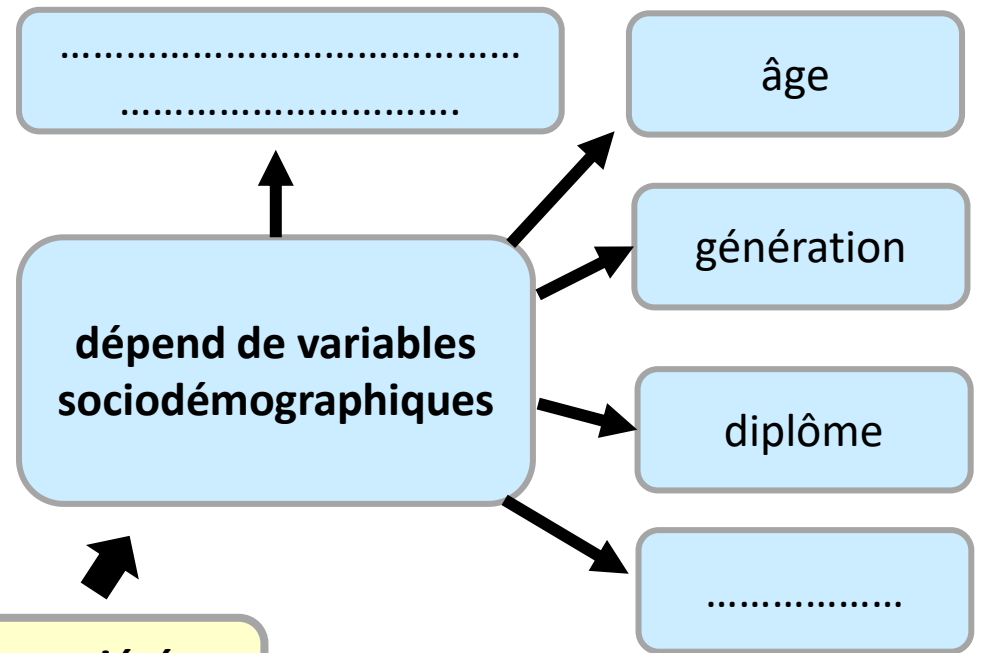 …………………………………………
…………………………….
âge
génération
dépend de variables
sociodémographiques
diplôme
………………